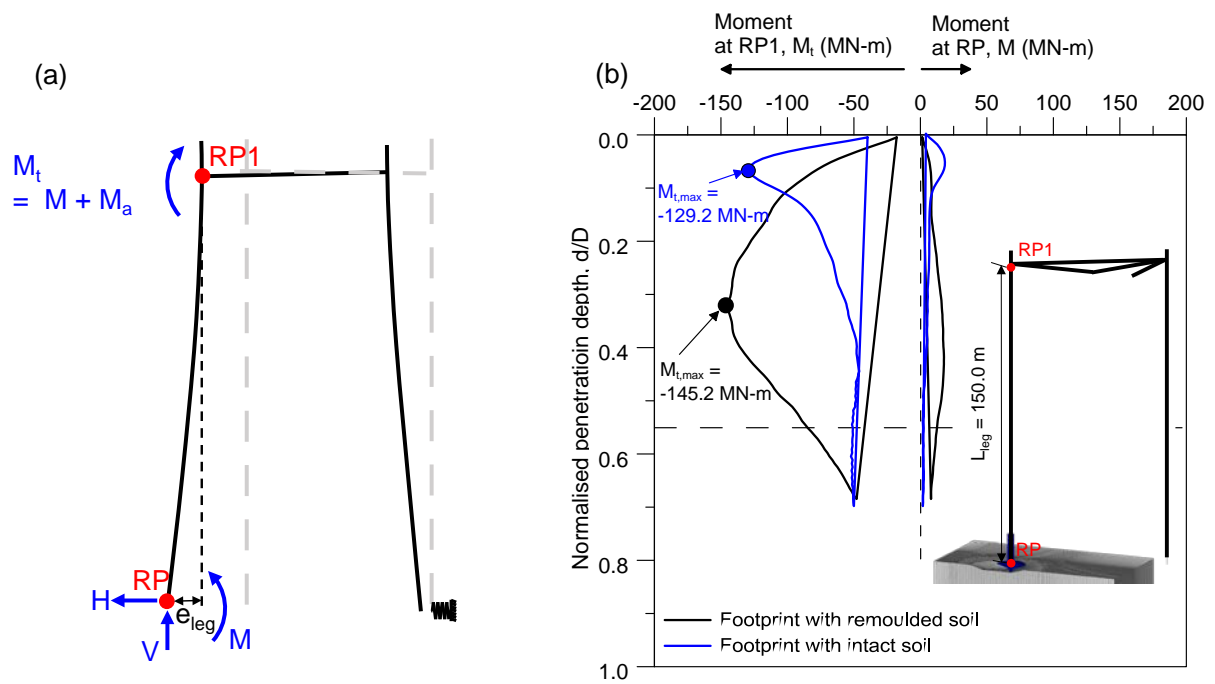 (a)
M_t
= M + M_a
RP1
RP
H
e_leg
V
M
(b)
Moment
at RP1, M_t (MN-m)
Moment
at RP, M (MN-m)
-200 -150 -100 -50 0 50 100 150 200
0.0
0.2
0.4
0.6
0.8
1.0
Normalised penetratioin depth. d/D
M_t,max =
-129.2 MN-m
M_t,max =
-145.2 MN-m
RP1
L_leg = 150.0 m
RP
Footprint with remoulded soil
Footprint with intact soil